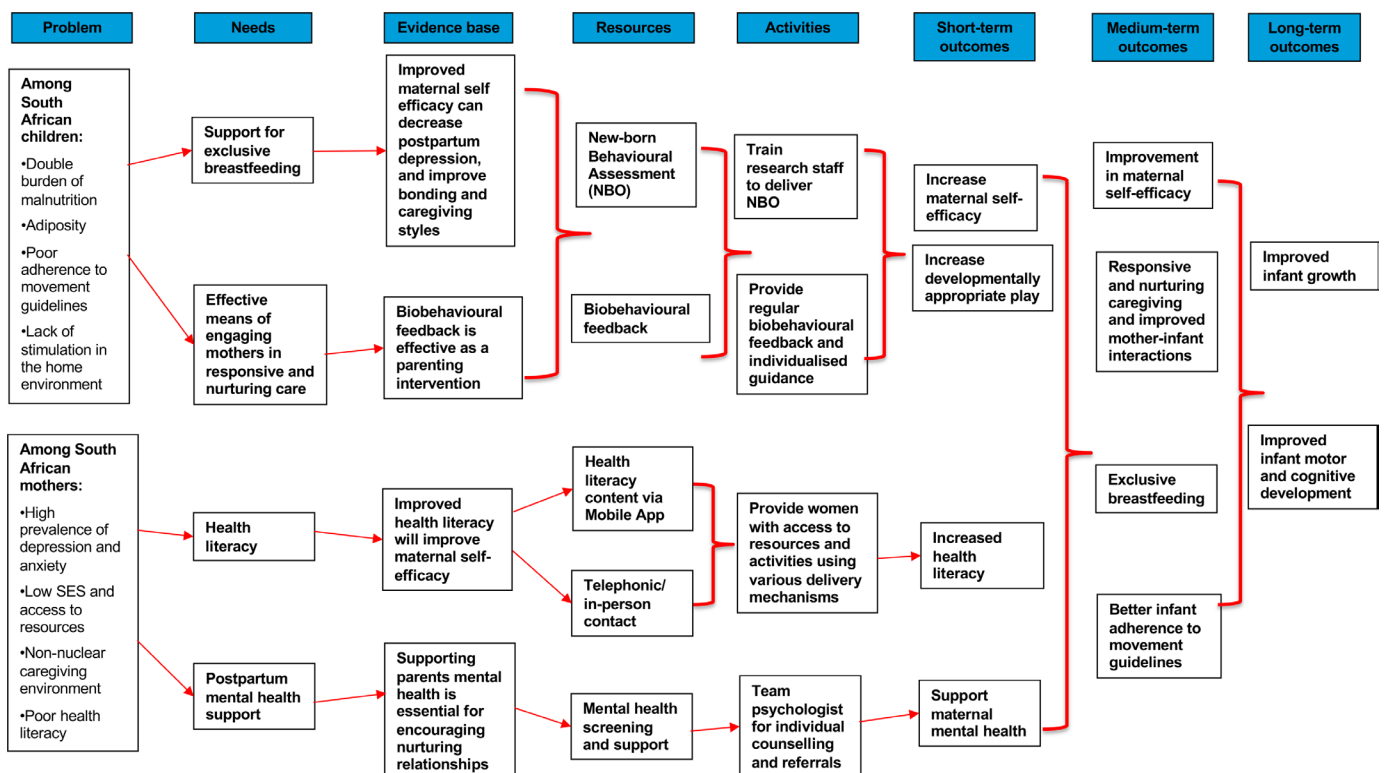 Problem
Needs
Evidence base
Resources
Activities
Short-term
outcomes
Medium-term
outcomes
Long-term
outcomes
Among
South
African
children:
•Double
burden of
malnutrition
•Adiposity
•Poor
adherence to
movement
guidelines
•Lack of
stimulation in
the home
environment
Support for
exclusive
breastfeeding
Effective
means of
engaging
mothers in
responsive and
nurturing care
Improved
maternal self
efficacy can
decrease
postpartum
depression,
and improve
bonding and
caregiving
styles
Biobehavioural
feedback is
effective as a
parenting
intervention
New-born
Behavioural
Assessment
(NBO)
Biobehavioural
feedback
Train
research staff
to deliver
NBO
Provide
regular
biobehavioural
feedback and
individualised
guidance
Increase
maternal self-
efficacy
Increase
developmentally
appropriate play
Improvement
in maternal
self-efficacy
Responsive
and nurturing
caregiving
and improved
mother-infant
interactions
Improved
infant growth
Among South
African
mothers:
•High
prevalence of
depression and
anxiety
•Low SES and
access to
resources
•Non-nuclear
caregiving
environment
•Poor health
literacy
Health
literacy
Postpartum
mental health
support
Improved
health literacy
will improve
maternal self-
efficacy
Supporting
parents mental
health is
essential for
encouraging
nurturing
relationships
Health
literacy
content via
Mobile App
Telephonic/
in-person
contact
Mental health
screening
and support
Provide women
with access to
resources and
activities using
various delivery
mechanisms
Team
psychologist
for individual
counselling
and referrals
Increased
health
literacy
Support
maternal
mental health
Exclusive
breastfeeding
Better infant
adherence to
movement
guidelines
Improved
infant motor
and cognitive
development